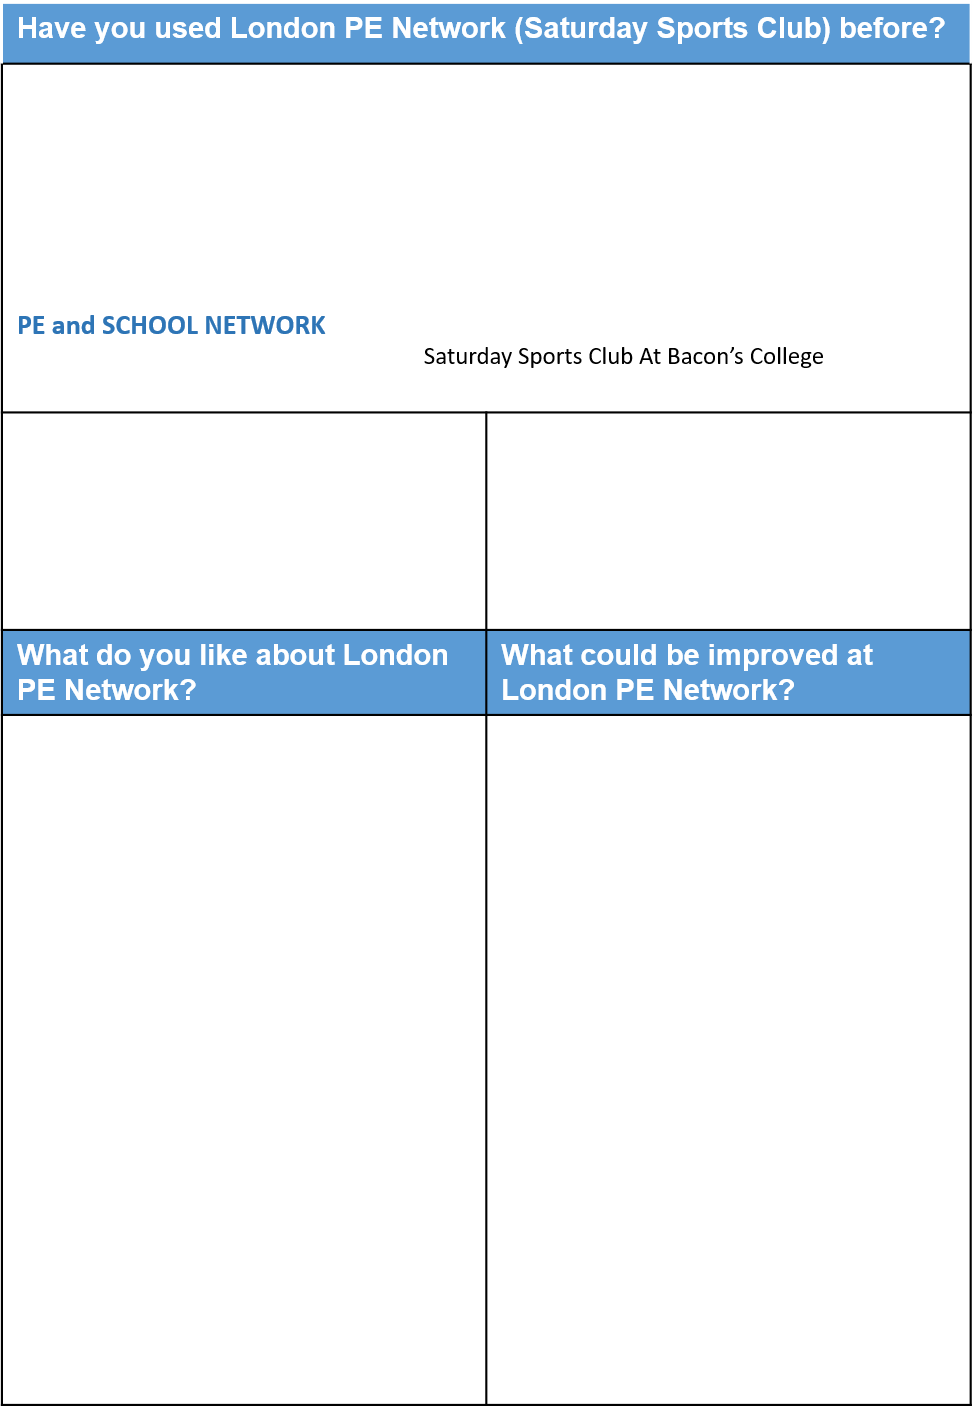 Have you used London PE Network (Saturday Sports Club) before?
PE and SCHOOL NETWORK
Saturday Sports Club At Bacon’s College
What do you like about London
PE Network?
What could be improved at
London PE Network?